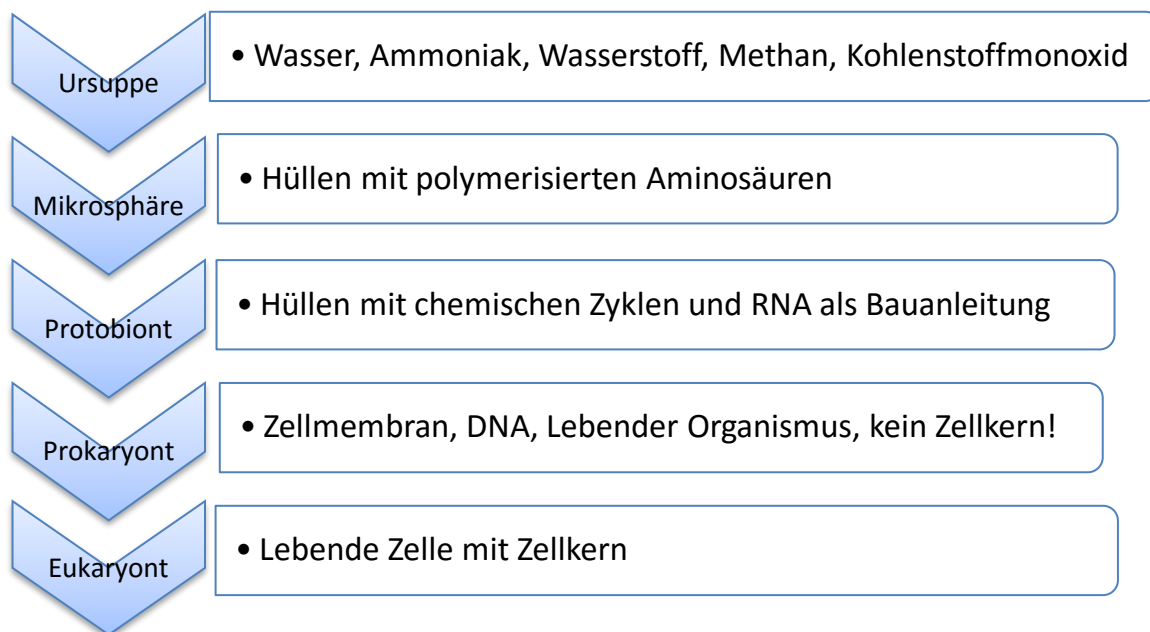 Ursuppe
• Wasser, Ammoniak, Wasserstoff, Methan, Kohlenstoffmonoxid
Mikrosphäre
• Hüllen mit polymerisierten Aminosäuren
Protobiont
• Hüllen mit chemischen Zyklen und RNA als Bauanleitung
Prokaryont
• Zellmembran, DNA, Lebender Organismus, kein Zellkern!
Eukaryont
• Lebende Zelle mit Zellkern